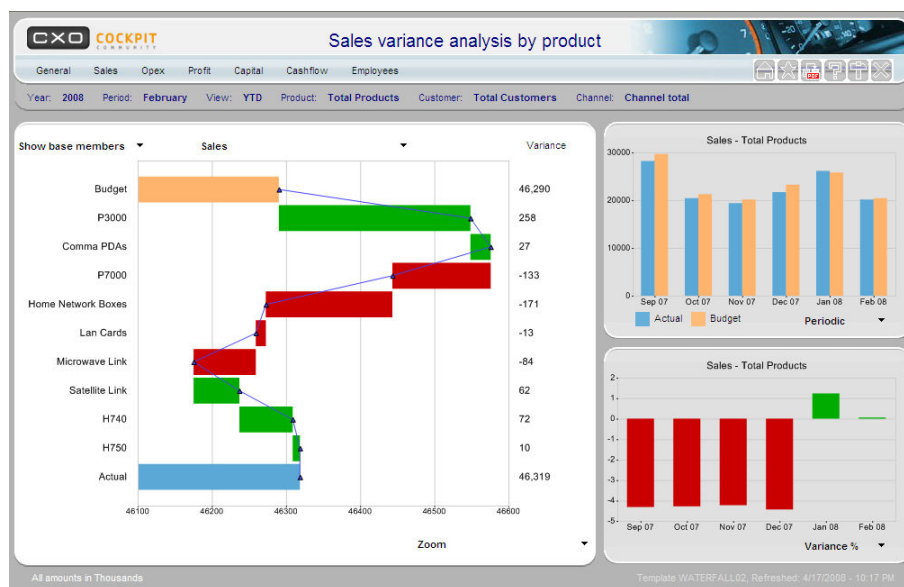 CXO COCKPIT
COMMUNITY
Sales variance analysis by product
General Sales Opex Profit Capital Cashflow Employees
PDF
Year: 2008 Period: February View: YTD Product: Total Products Customer: Total Customers Channel: Channel total
Show base members Sales Variance
Budget 46,290
P3000 258
Comma PDAs 27
P7000 -133
Home Network Boxes -171
Lan Cards -13
Microwave Link -84
Satellite Link 62
H740 72
H750 10
Actual 46,319
46100 46200 46300 46400 46500 46600
Zoom
Sales - Total Products
30000
20000
10000
0
Sep 07 Oct 07 Nov 07 Dec 07 Jan 08 Feb 08
Actual Budget Periodic
Sales - Total Products
2
1
0
-1
-2
-3
-4
-5
Sep 07 Oct 07 Nov 07 Dec 07 Jan 08 Feb 08
Variance %
All amounts in Thousands
Template WATERFALL02, Refreshed: 4/17/2008 - 10:17 PM